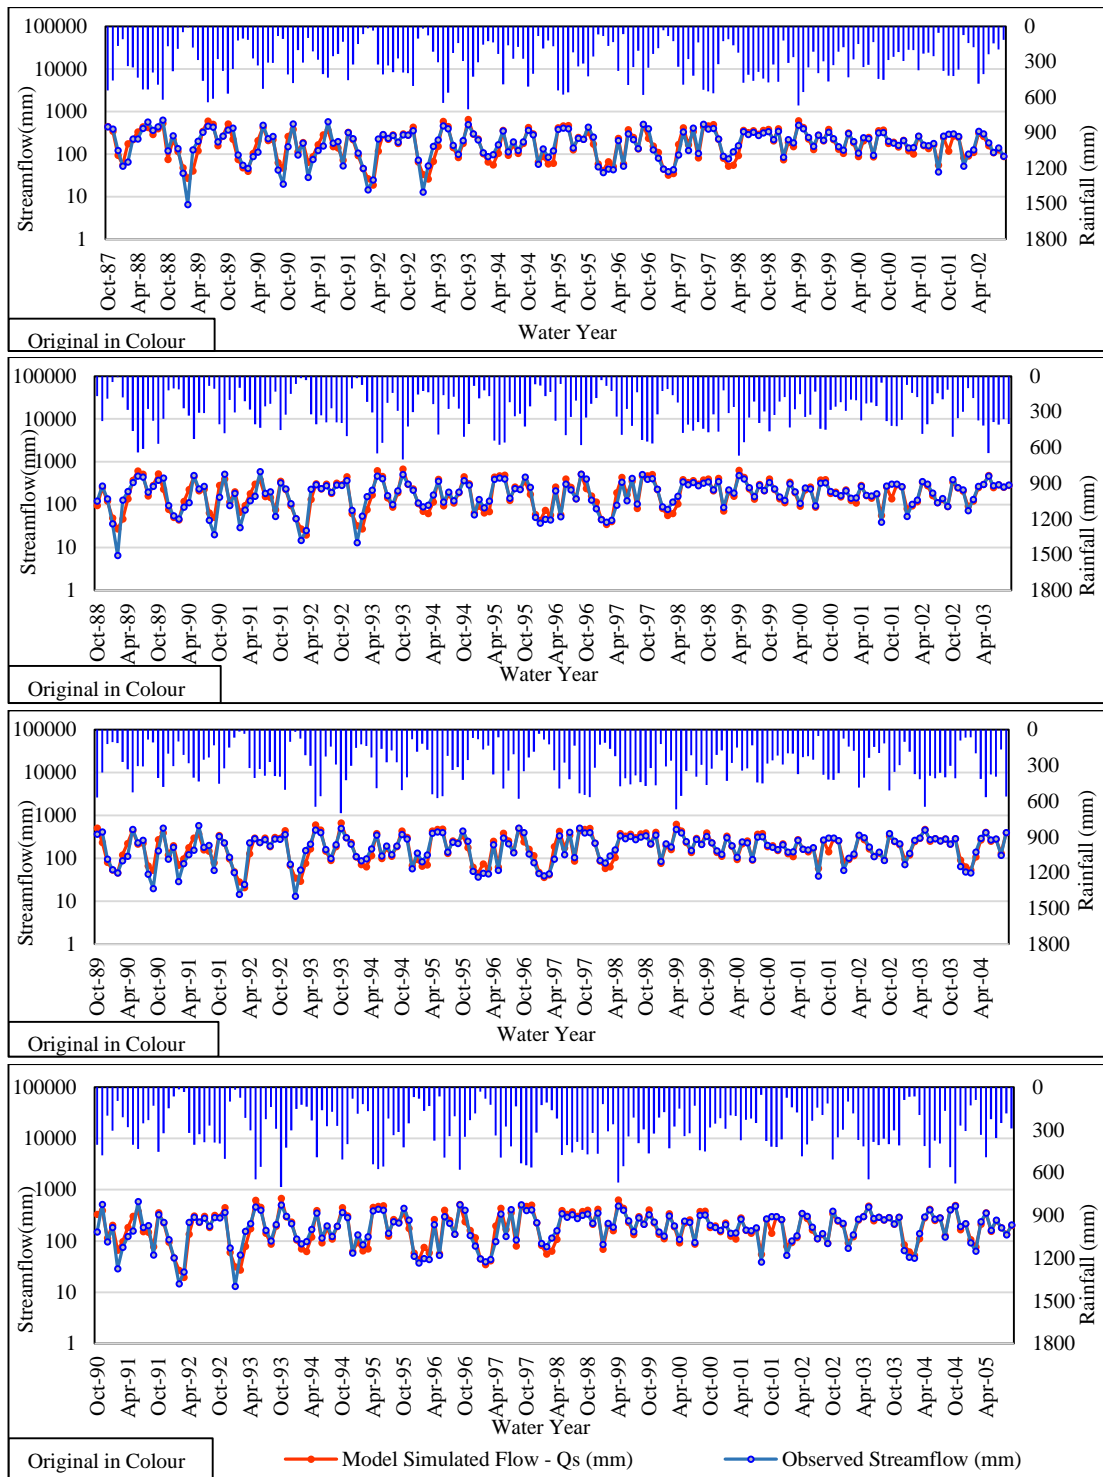 100000
10000
1000
100
10
1
Streamflow(mm)
0
300
600
900
1200
1500
1800
Rainfall (mm)
Oct-87
Apr-88
Oct-88
Apr-89
Oct-89
Apr-90
Oct-90
Apr-91
Oct-91
Apr-92
Oct-92
Apr-93
Oct-93
Apr-94
Oct-94
Apr-95
Oct-95
Apr-96
Oct-96
Apr-97
Oct-97
Apr-98
Oct-98
Apr-99
Oct-99
Apr-00
Oct-00
Apr-01
Oct-01
Apr-02
Water Year
Original in Colour
100000
10000
1000
100
10
1
Streamflow(mm)
0
300
600
900
1200
1500
1800
Rainfall (mm)
Oct-88
Apr-89
Oct-89
Apr-90
Oct-90
Apr-91
Oct-91
Apr-92
Oct-92
Apr-93
Oct-93
Apr-94
Oct-94
Apr-95
Oct-95
Apr-96
Oct-96
Apr-97
Oct-97
Apr-98
Oct-98
Apr-99
Oct-99
Apr-00
Oct-00
Apr-01
Oct-01
Apr-02
Oct-02
Apr-03
Water Year
Original in Colour
100000
10000
1000
100
10
1
Streamflow(mm)
0
300
600
900
1200
1500
1800
Rainfall (mm)
Oct-89
Apr-90
Oct-90
Apr-91
Oct-91
Apr-92
Oct-92
Apr-93
Oct-93
Apr-94
Oct-94
Apr-95
Oct-95
Apr-96
Oct-96
Apr-97
Oct-97
Apr-98
Oct-98
Apr-99
Oct-99
Apr-00
Oct-00
Apr-01
Oct-01
Apr-02
Oct-02
Apr-03
Oct-03
Apr-04
Water Year
Original in Colour
100000
10000
1000
100
10
1
Streamflow(mm)
0
300
600
900
1200
1500
1800
Rainfall (mm)
Oct-90
Apr-91
Oct-91
Apr-92
Oct-92
Apr-93
Oct-93
Apr-94
Oct-94
Apr-95
Oct-95
Apr-96
Oct-96
Apr-97
Oct-97
Apr-98
Oct-98
Apr-99
Oct-99
Apr-00
Oct-00
Apr-01
Oct-01
Apr-02
Oct-02
Apr-03
Oct-03
Apr-04
Oct-04
Apr-05
Water Year
Original in Colour
Model Simulated Flow - Qs (mm)
Observed Streamflow (mm)